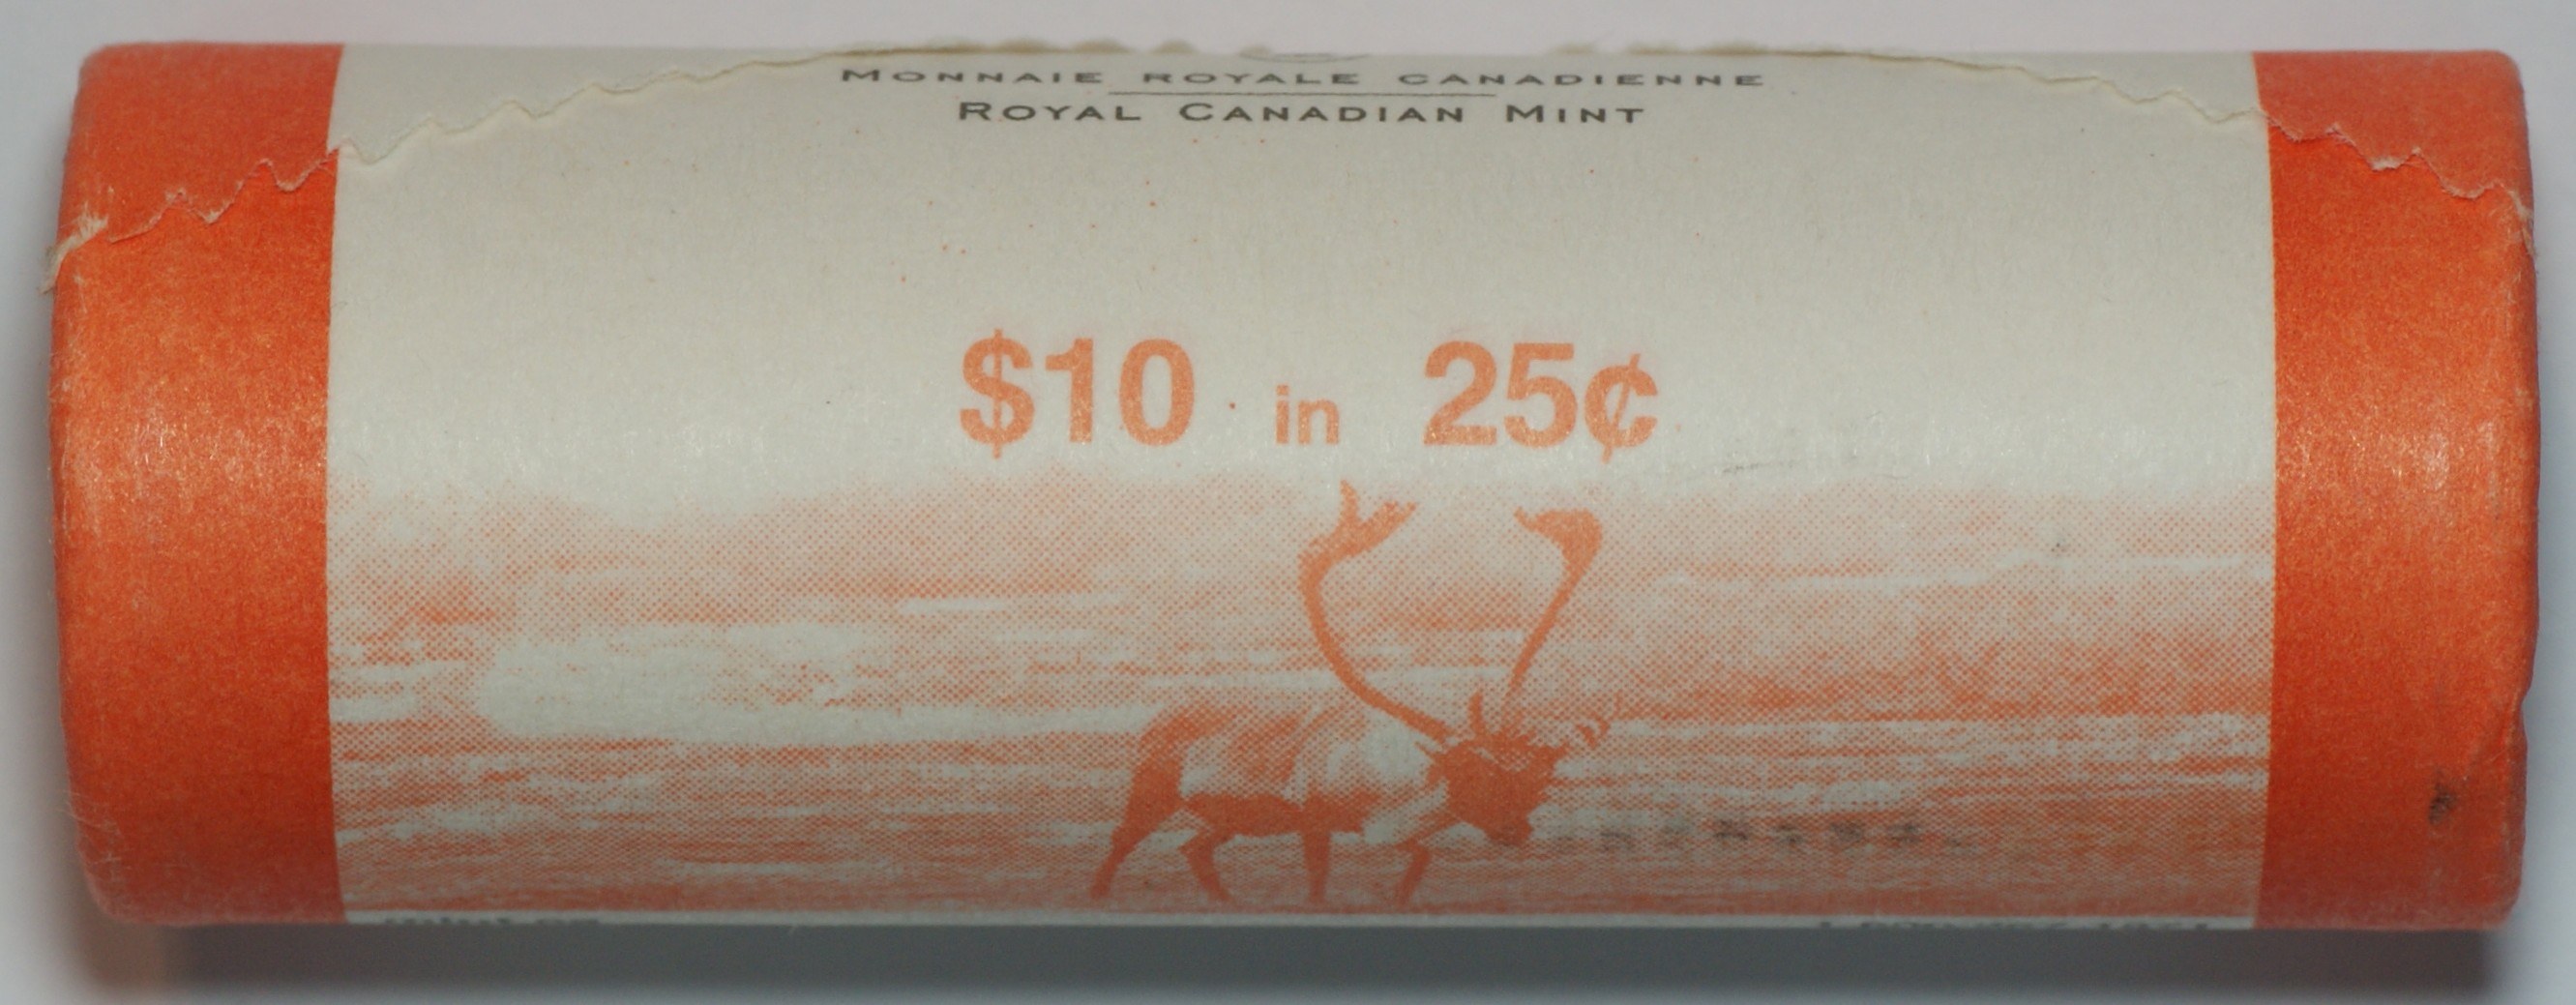 MONNAIE ROYALE CANADIENNE
ROYAL CANADIAN MINT
$10 in 25¢